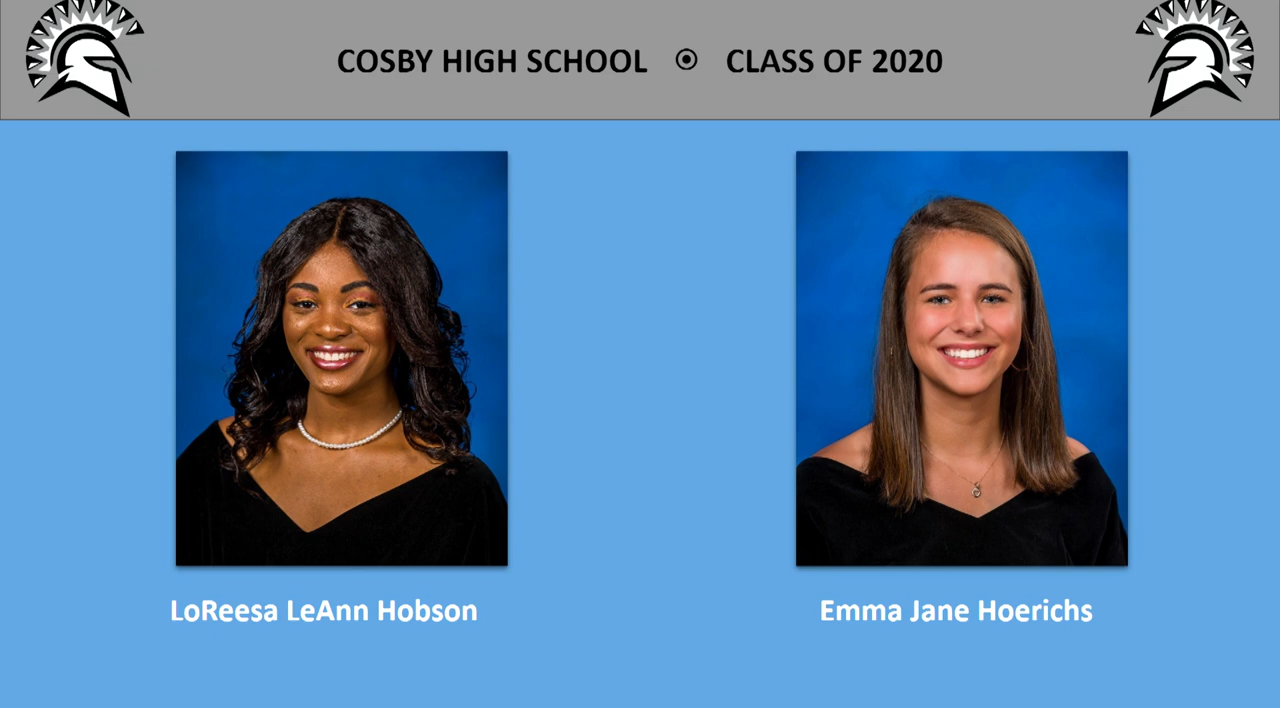 COSBY HIGH SCHOOL ⦿ CLASS OF 2020
LoReesa LeAnn Hobson
Emma Jane Hoerichs